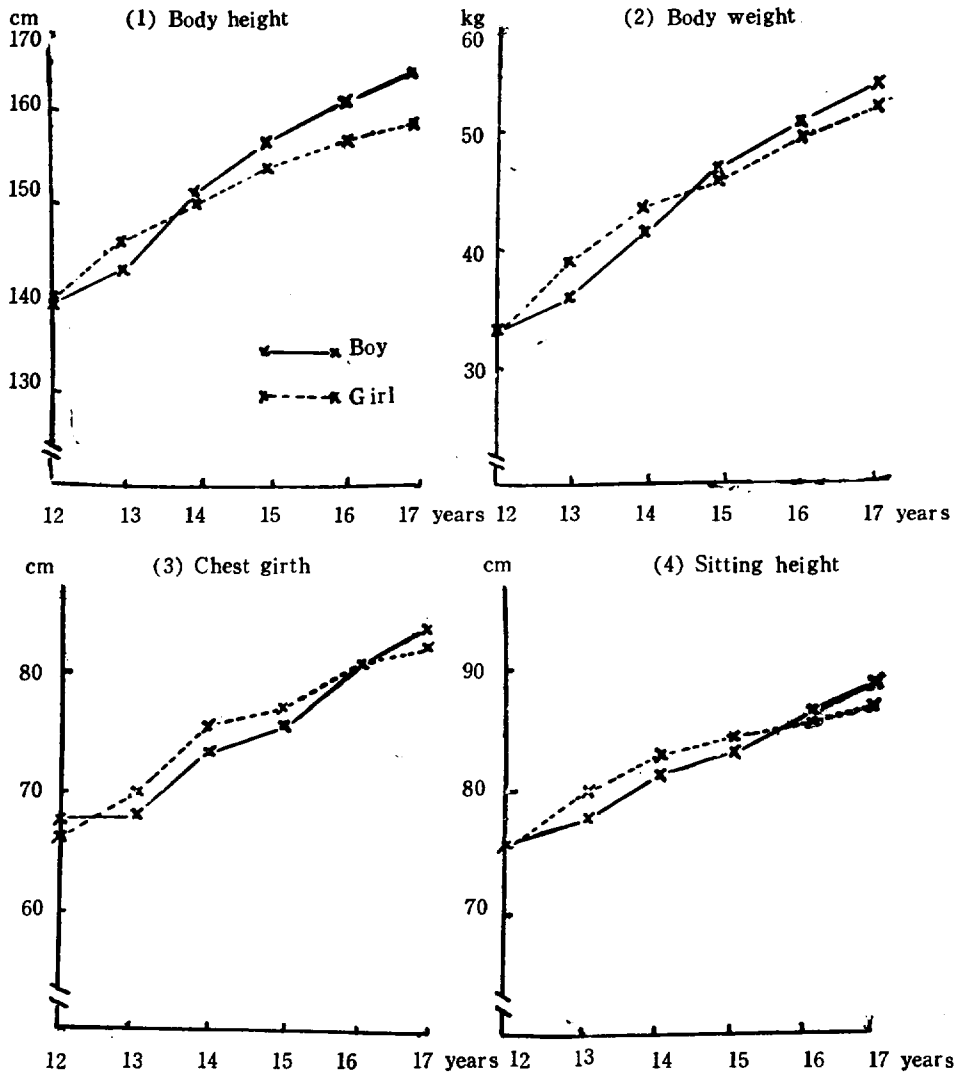 cm (1) Body height
170
160
150
140
130
Boy
Girl
12 13 14 15 16 17 years
kg (2) Body weight
60
50
40
30
12 13 14 15 16 17 years
cm (3) Chest girth
80
70
60
12 13 14 15 16 17 years
cm (4) Sitting height
90
80
70
12 13 14 15 16 17 years